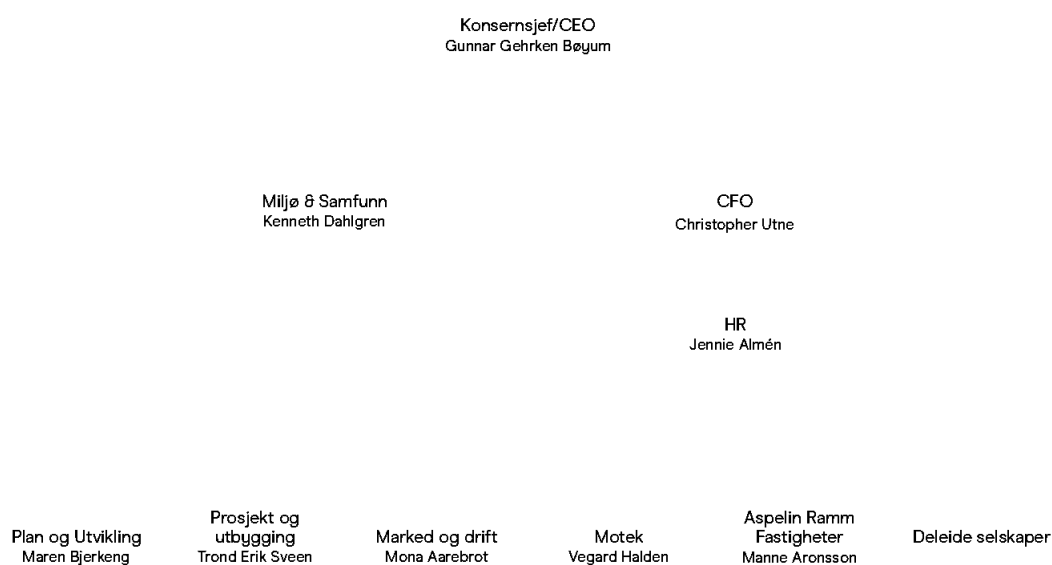 Konsernsjef/CEO
Gunnar Gehrken Bøyum
Miljø & Samfunn
Kenneth Dahlgren
CFO
Christopher Utne
HR
Jennie Almén
Plan og Utvikling
Maren Bjerkeng
Prosjekt og
utbygging
Trond Erik Sveen
Marked og drift
Mona Aarebrot
Motek
Vegard Halden
Aspelin Ramm
Fastigheter
Manne Aronsson
Deleide selskaper